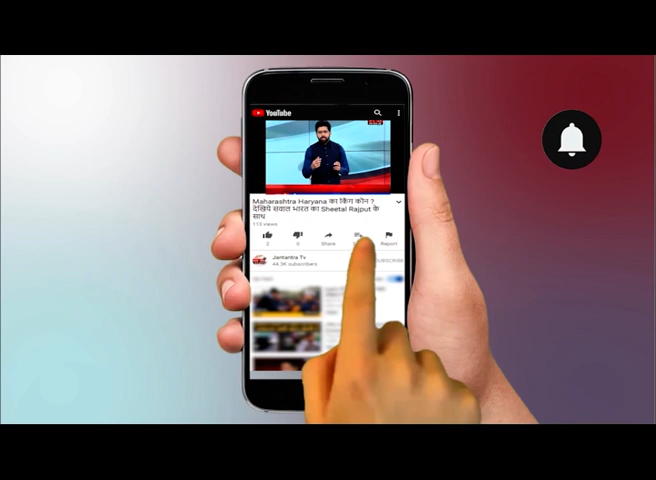 YouTube
Maharashtra Haryana का किंग कौन ?
देखिये सवाल भारत का Sheetal Rajput के
साथ
113 views
2
0
Share
Report
Jantantra Tv
44.3K subscribers